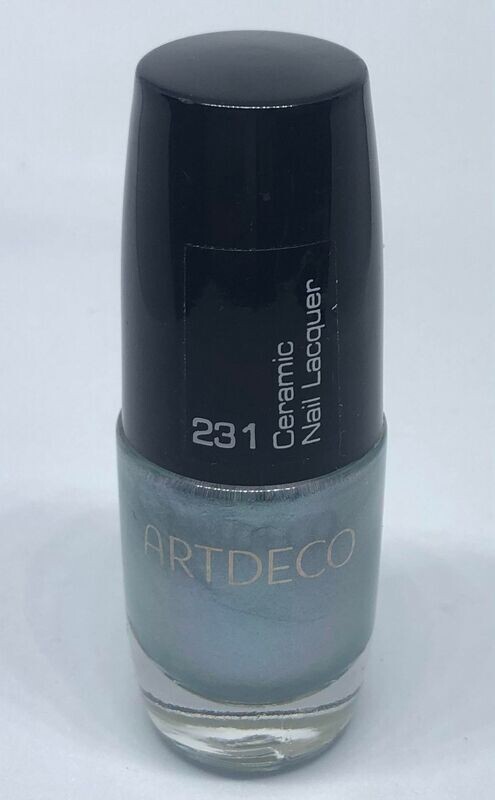 231
Ceramic
Nail Lacquer
ARTDECO